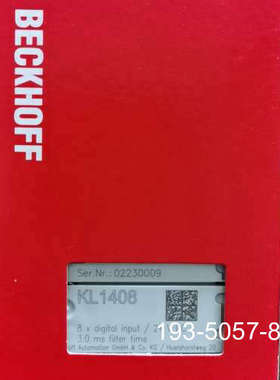 BECKHOFF
Ser.Nr.: 02230009
KL1408
8 x digital input / 2
193-5057-8
3.0 ms filter time
Automation GmbH & Co. KG / Huelshorstweg 20